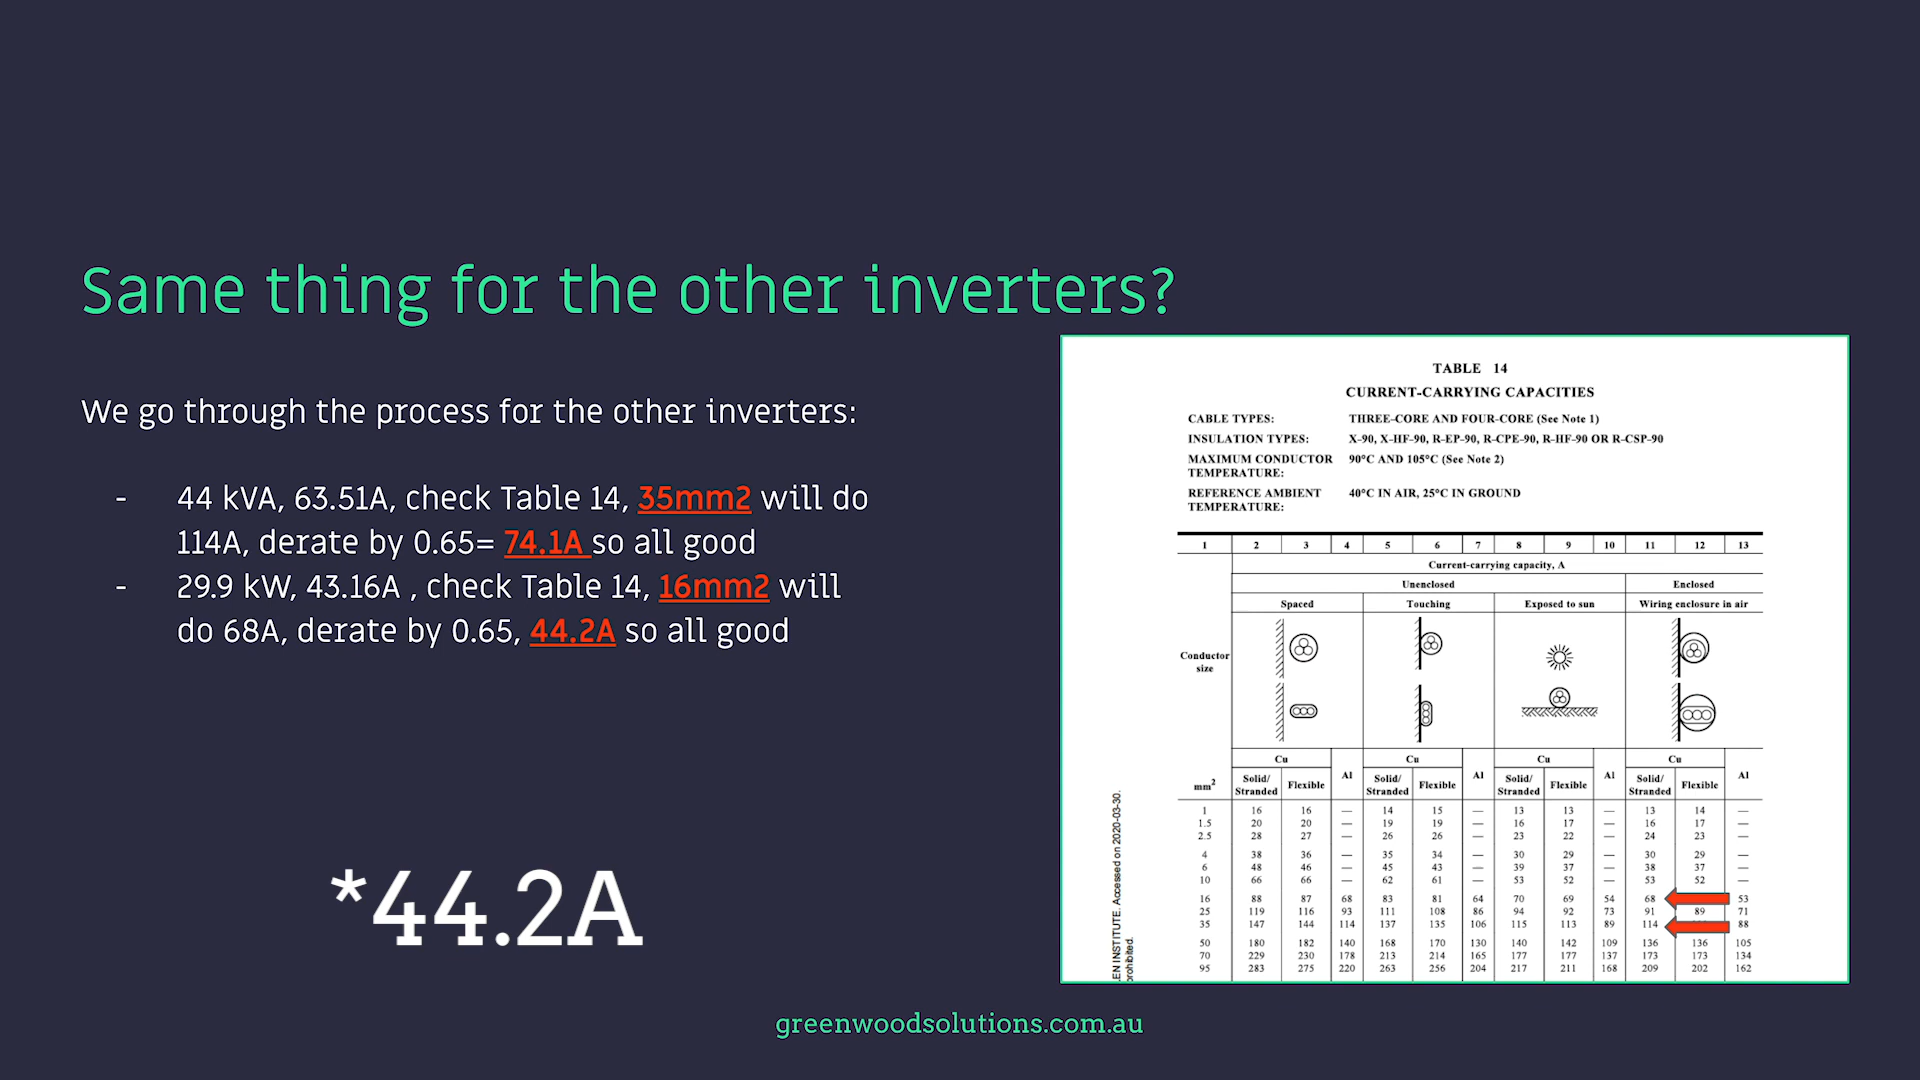 Same thing for the other inverters?
We go through the process for the other inverters:
- 44 kVA, 63.51A, check Table 14, 35mm2 will do
114A, derate by 0.65= 74.1A so all good
- 29.9 kW, 43.16A , check Table 14, 16mm2 will
do 68A, derate by 0.65, 44.2A so all good
*44.2A
TABLE 14
CURRENT-CARRYING CAPACITIES
CABLE TYPES: THREE-CORE AND FOUR-CORE (See Note 1)
INSULATION TYPES: X-90, X-HF-90, R-EP-90, R-CPE-90, R-HF-90 OR R-CSP-90
MAXIMUM CONDUCTOR 90°C AND 105°C (See Note 2)
TEMPERATURE:
REFERENCE AMBIENT 40°C IN AIR, 25°C IN GROUND
TEMPERATURE:
1 2 3 4 5 6 7 8 9 10 11 12 13
Current-carrying capacity, A
Unenclosed Enclosed
Spaced Touching Exposed to sun Wiring enclosure in air
Conductor
size
Cu Cu Cu Cu
mm² Solid/ Stranded Flexible Al Solid/ Stranded Flexible Al Solid/ Stranded Flexible Al Solid/ Stranded Flexible Al
1 16 16 — 14 15 — 13 13 — 13 14 —
1.5 20 20 — 19 19 — 16 17 — 16 17 —
2.5 28 27 — 26 26 — 23 22 — 24 23 —
4 38 36 — 35 34 — 30 29 — 30 29 —
6 48 46 — 45 43 — 39 37 — 38 37 —
10 66 66 — 62 61 — 53 52 — 53 52 —
16 88 87 68 83 81 64 70 69 54 68 53
25 119 116 93 111 108 86 94 92 73 91 89 71
35 147 144 114 137 135 106 115 113 89 114 88
50 180 182 140 168 170 130 140 142 109 136 136 105
70 229 230 178 213 214 165 177 177 137 173 173 134
95 283 275 220 263 256 204 217 211 168 209 202 162
EN INSTITUTE. Accessed on 2020-03-30.
rohibited.
greenwoodsolutions.com.au